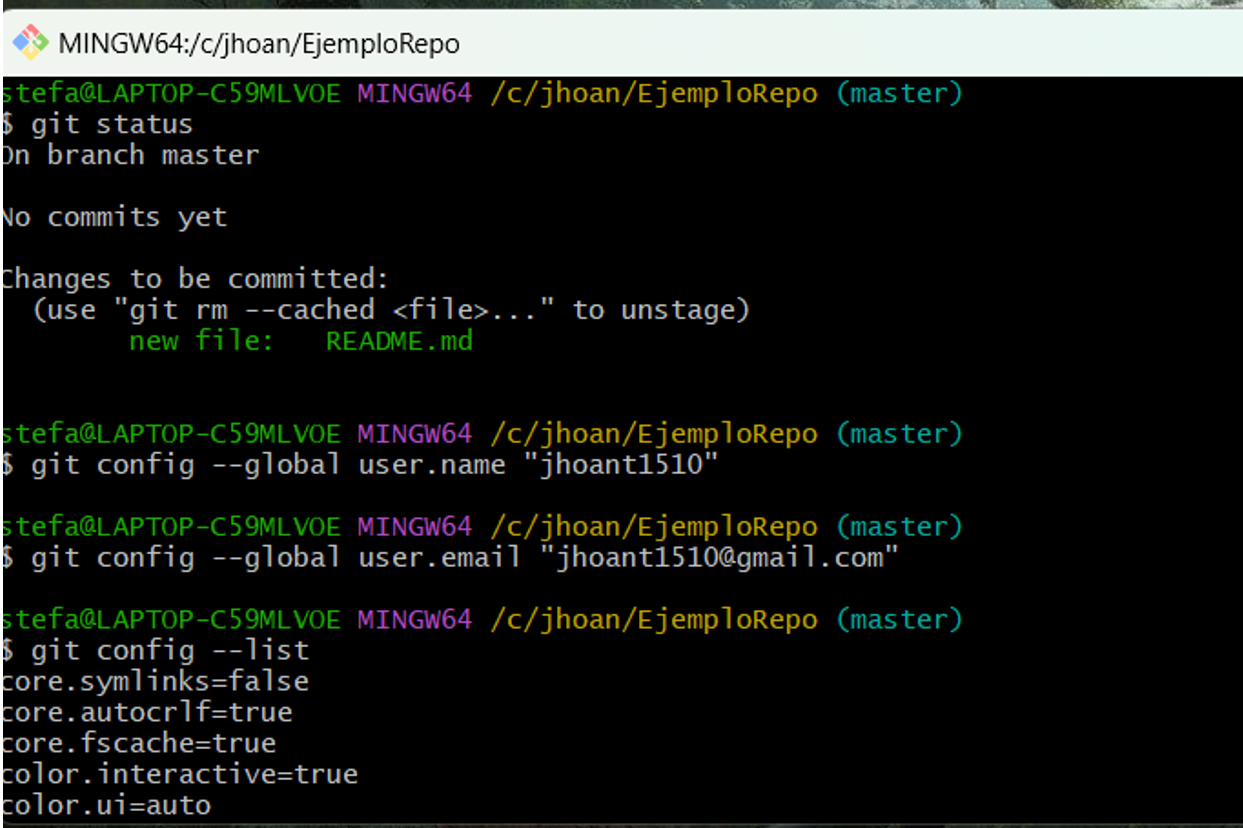 MINGW64:/c/jhoan/EjemploRepo
stefa@LAPTOP-C59MLVOE MINGW64 /c/jhoan/EjemploRepo (master)
$ git status
On branch master
No commits yet
Changes to be committed:
  (use "git rm --cached <file>..." to unstage)
        new file:   README.md
stefa@LAPTOP-C59MLVOE MINGW64 /c/jhoan/EjemploRepo (master)
$ git config --global user.name "jhoant1510"
stefa@LAPTOP-C59MLVOE MINGW64 /c/jhoan/EjemploRepo (master)
$ git config --global user.email "jhoant1510@gmail.com"
stefa@LAPTOP-C59MLVOE MINGW64 /c/jhoan/EjemploRepo (master)
$ git config --list
core.symlinks=false
core.autocrlf=true
core.fscache=true
color.interactive=true
color.ui=auto